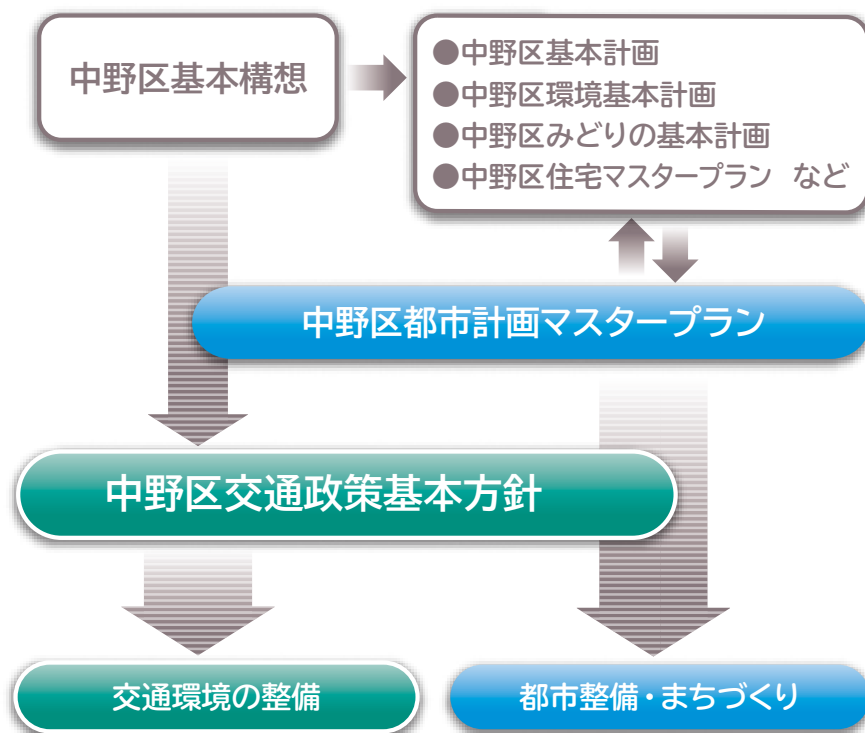 中野区基本構想
●中野区基本計画
●中野区環境基本計画
●中野区みどりの基本計画
●中野区住宅マスタープラン など
中野区都市計画マスタープラン
中野区交通政策基本方針
交通環境の整備
都市整備・まちづくり